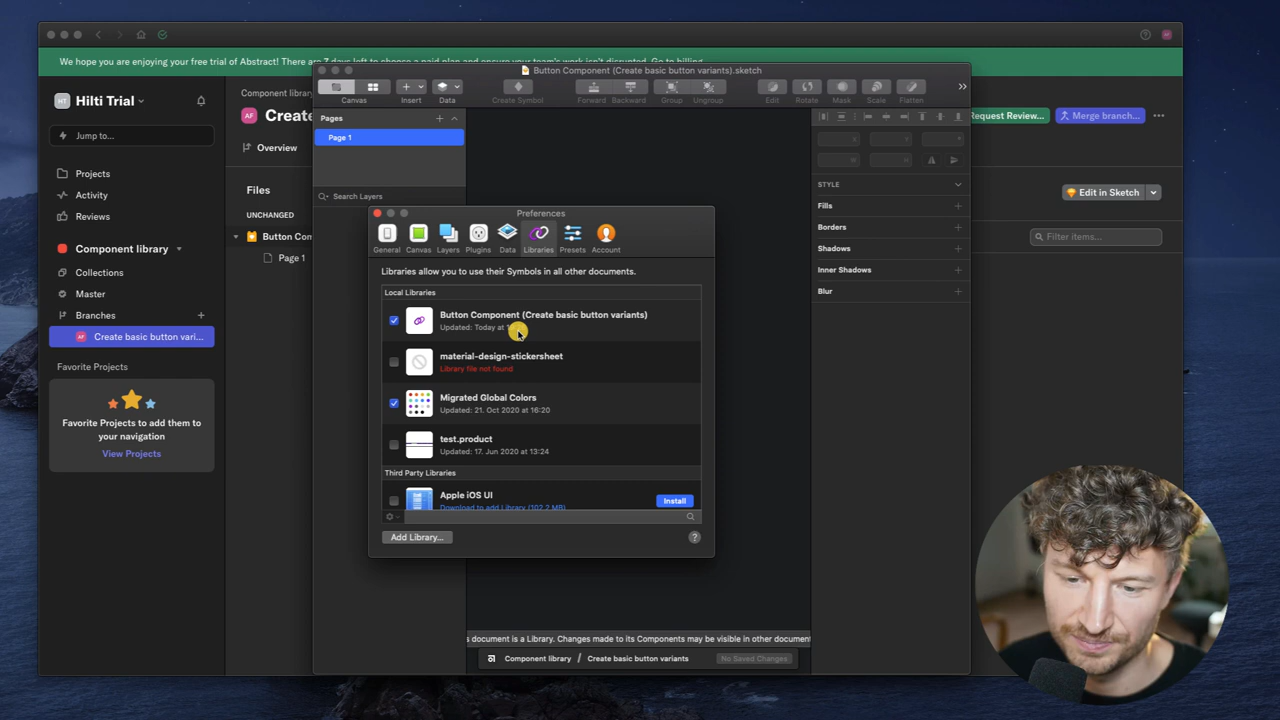 We hope you are enjoying your free trial of Abstract! There are 7 days left to choose a paid plan and ensure your team's work isn't disrupted. Go to billing.
HT
Hilti Trial
Jump to...
Projects
Activity
Reviews
Component library
Collections
Master
Branches
Create basic button vari...
Favorite Projects
Favorite Projects to add them to
your navigation
View Projects
Component library
AF
Create
Overview
Files
UNCHANGED
Button Com
Page 1
AF
Request Review...
Merge branch...
Edit in Sketch
Filter items...
Button Component (Create basic button variants).sketch
Canvas
Insert
Data
Create Symbol
Forward
Backward
Group
Ungroup
Edit
Rotate
Mask
Scale
Flatten
Pages
Page 1
Search Layers
STYLE
Fills
Borders
Shadows
Inner Shadows
Blur
Preferences
General
Canvas
Layers
Plugins
Data
Libraries
Presets
Account
Libraries allow you to use their Symbols in all other documents.
Local Libraries
Button Component (Create basic button variants)
Updated: Today at
material-design-stickersheet
Library file not found
Migrated Global Colors
Updated: 21. Oct 2020 at 16:20
test.product
Updated: 17. Jun 2020 at 13:24
Third Party Libraries
Apple iOS UI
Download to add Library (102.2 MB)
Install
Add Library...
?
s document is a Library. Changes made to its Components may be visible in other document
Component library / Create basic button variants
No Saved Changes